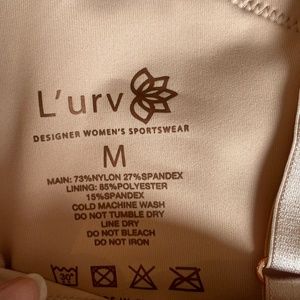 L'urv
DESIGNER WOMEN'S SPORTSWEAR
M
MAIN: 73%NYLON 27%SPANDEX
LINING: 85%POLYESTER
15%SPANDEX
COLD MACHINE WASH
DO NOT TUMBLE DRY
LINE DRY
DO NOT BLEACH
DO NOT IRON
30°